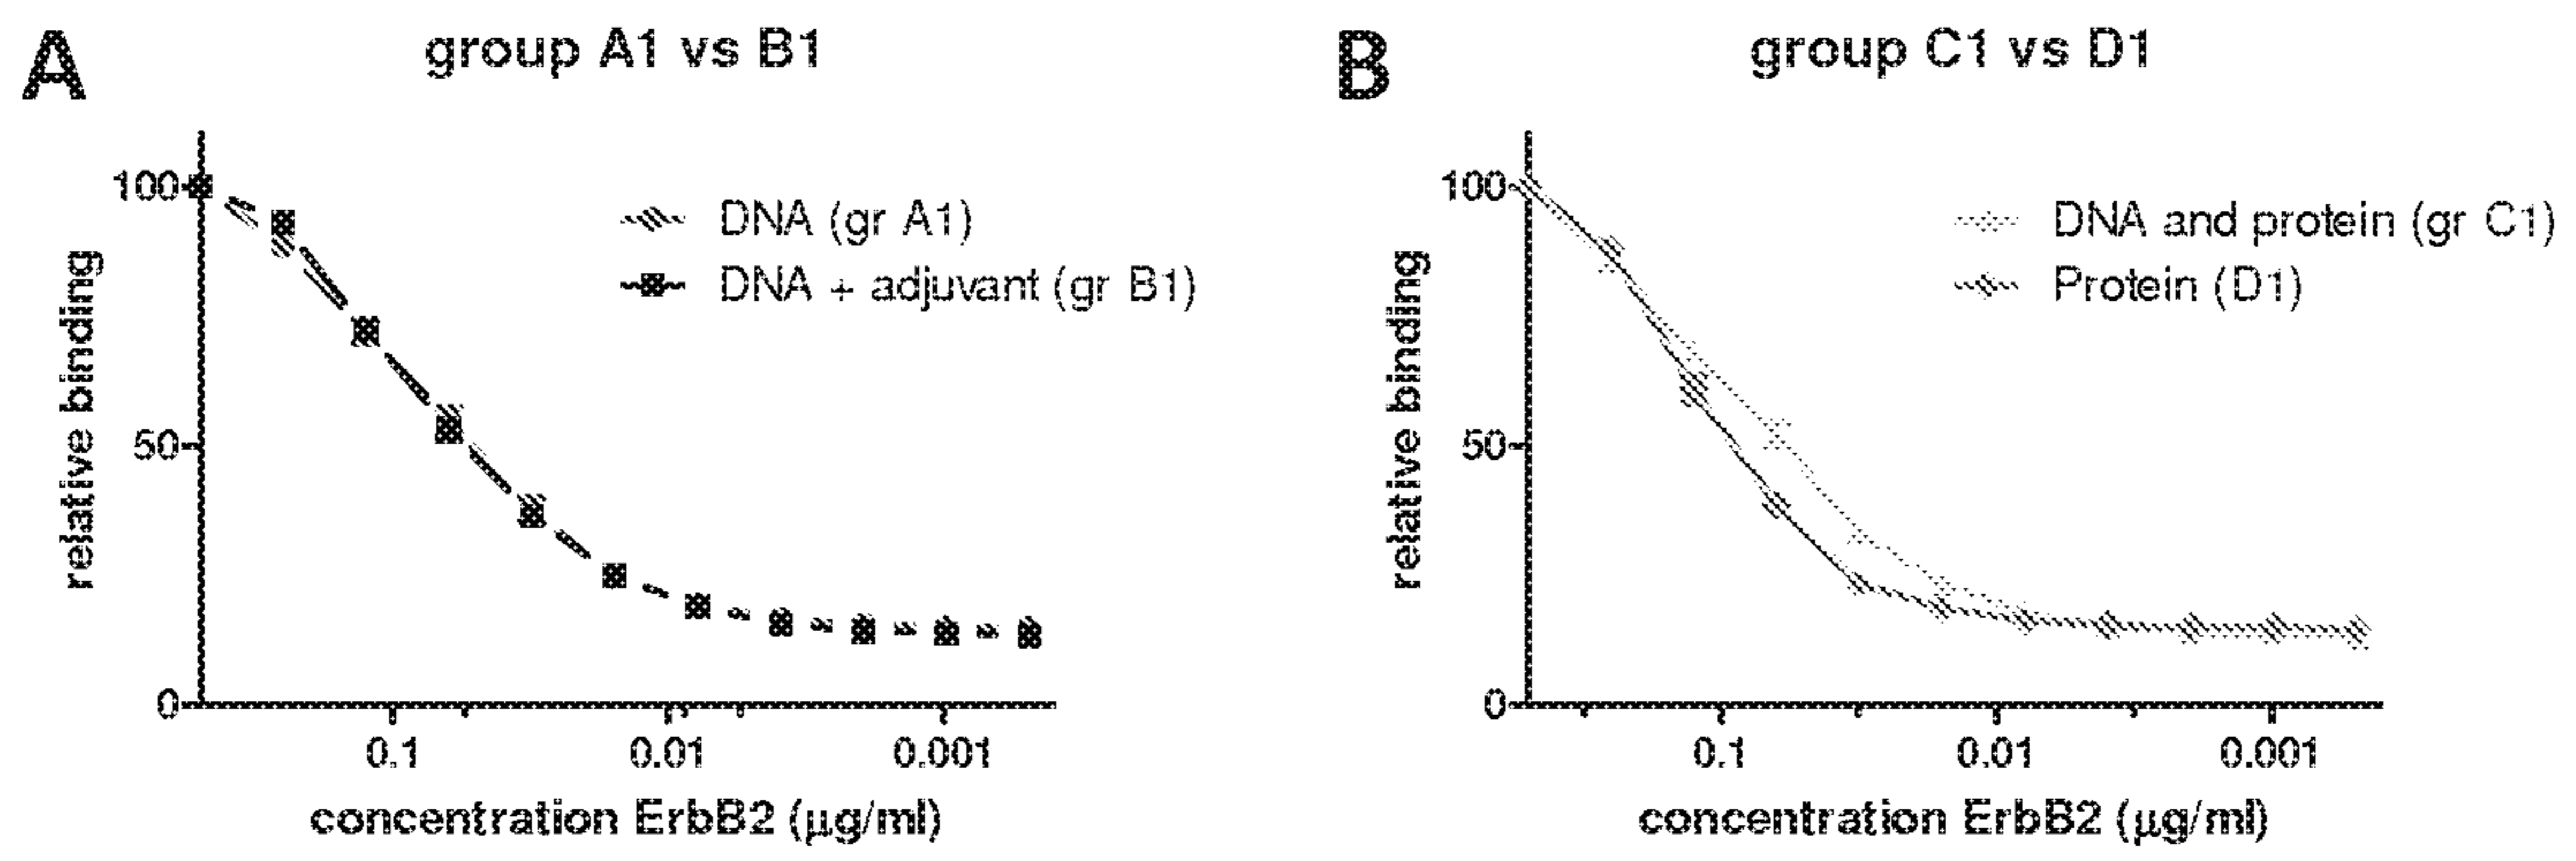 A
group A1 vs B1
100
50
0
relative binding
DNA (gr A1)
DNA + adjuvant (gr B1)
0.1
0.01
0.001
concentration ErbB2 (μg/ml)
B
group C1 vs D1
100
50
0
relative binding
DNA and protein (gr C1)
Protein (D1)
0.1
0.01
0.001
concentration ErbB2 (μg/ml)